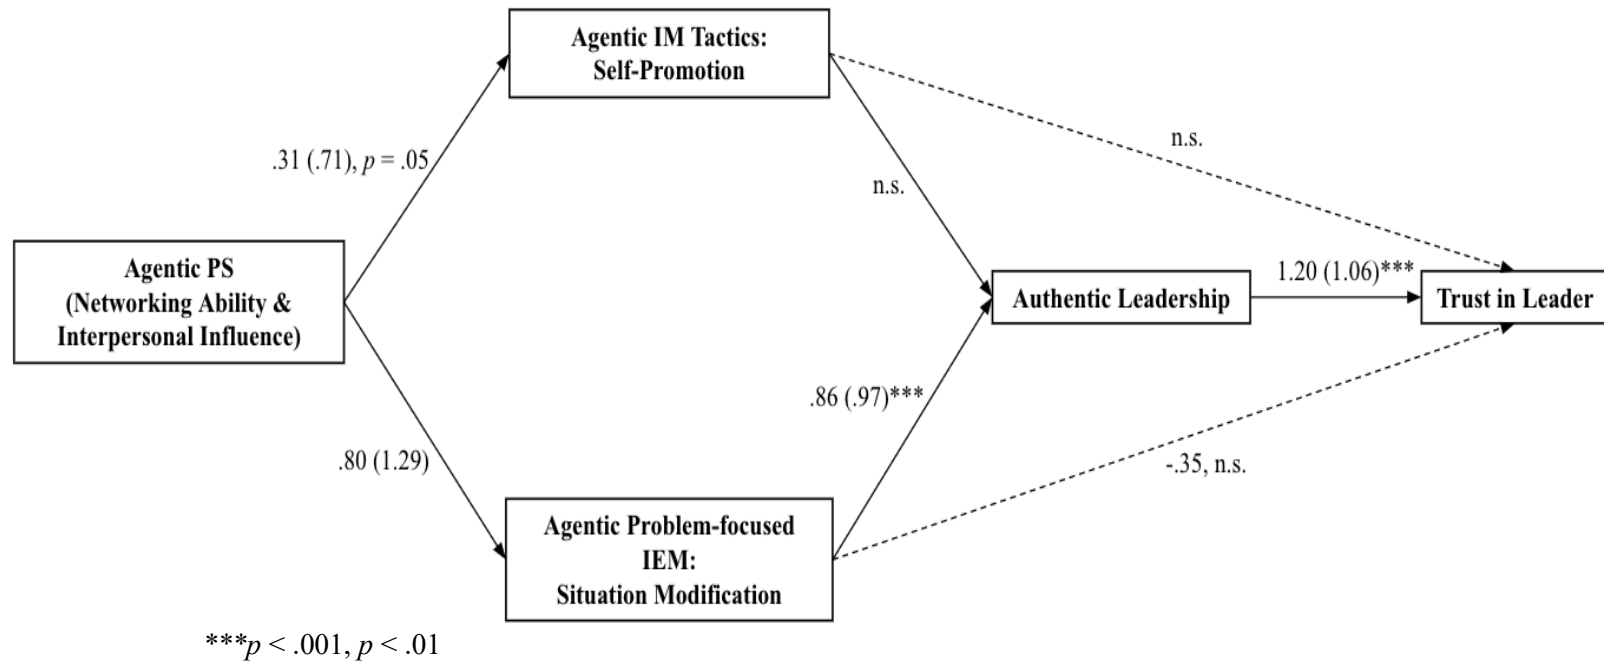 Agentic IM Tactics:
Self-Promotion
.31 (.71), p = .05
n.s.
n.s.
Agentic PS
(Networking Ability &
Interpersonal Influence)
Authentic Leadership
1.20 (1.06)***
Trust in Leader
.86 (.97)***
.80 (1.29)
-.35, n.s.
Agentic Problem-focused
IEM:
Situation Modification
***p < .001, p < .01